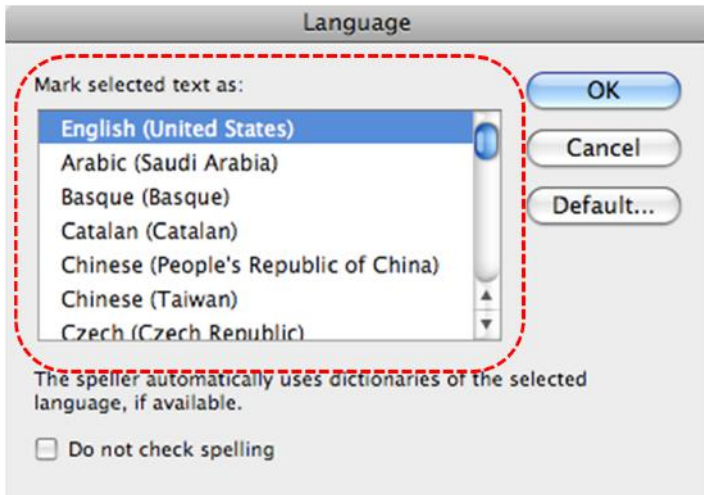 Language
Mark selected text as:
English (United States)
Arabic (Saudi Arabia)
Basque (Basque)
Catalan (Catalan)
Chinese (People's Republic of China)
Chinese (Taiwan)
Czech (Czech Republic)
OK
Cancel
Default...
The speller automatically uses dictionaries of the selected
language, if available.
Do not check spelling